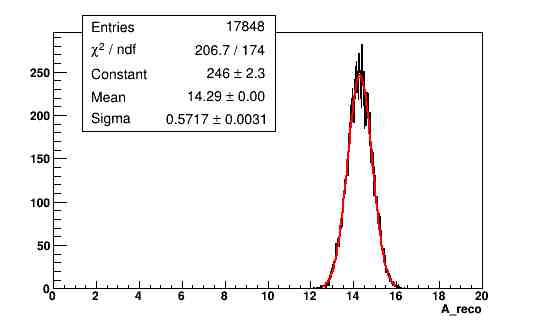 Entries 17848
χ² / ndf 206.7 / 174
Constant 246 ± 2.3
Mean 14.29 ± 0.00
Sigma 0.5717 ± 0.0031
250
200
150
100
50
0
0 2 4 6 8 10 12 14 16 18 20
A_reco